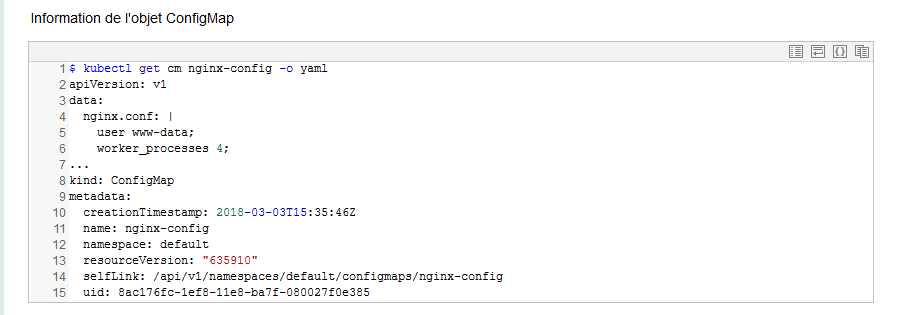 Information de l'objet ConfigMap
1 $ kubectl get cm nginx-config -o yaml
2 apiVersion: v1
3 data:
4   nginx.conf: |
5     user www-data;
6     worker_processes 4;
7 ...
8 kind: ConfigMap
9 metadata:
10   creationTimestamp: 2018-03-03T15:35:46Z
11   name: nginx-config
12   namespace: default
13   resourceVersion: "635910"
14   selfLink: /api/v1/namespaces/default/configmaps/nginx-config
15   uid: 8ac176fc-1ef8-11e8-ba7f-080027f0e385